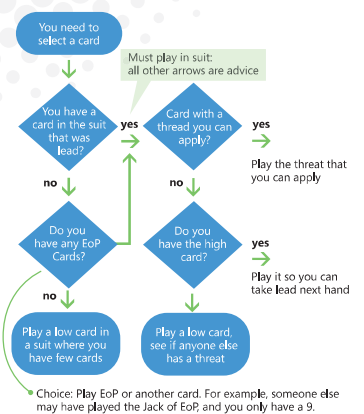 You need to
select a card
Must play in suit:
all other arrows are advice
You have a
card in the suit
that was
lead?
yes
Card with a
thread you can
apply?
yes
Play the threat that
you can apply
no
no
Do you
have any EoP
Cards?
Do you
have the high
card?
yes
Play it so you can
take lead next hand
no
Play a low card in
a suit where you
have few cards
Play a low card,
see if anyone else
has a threat
Choice: Play EoP or another card. For example, someone else
may have played the Jack of EoP, and you only have a 9.